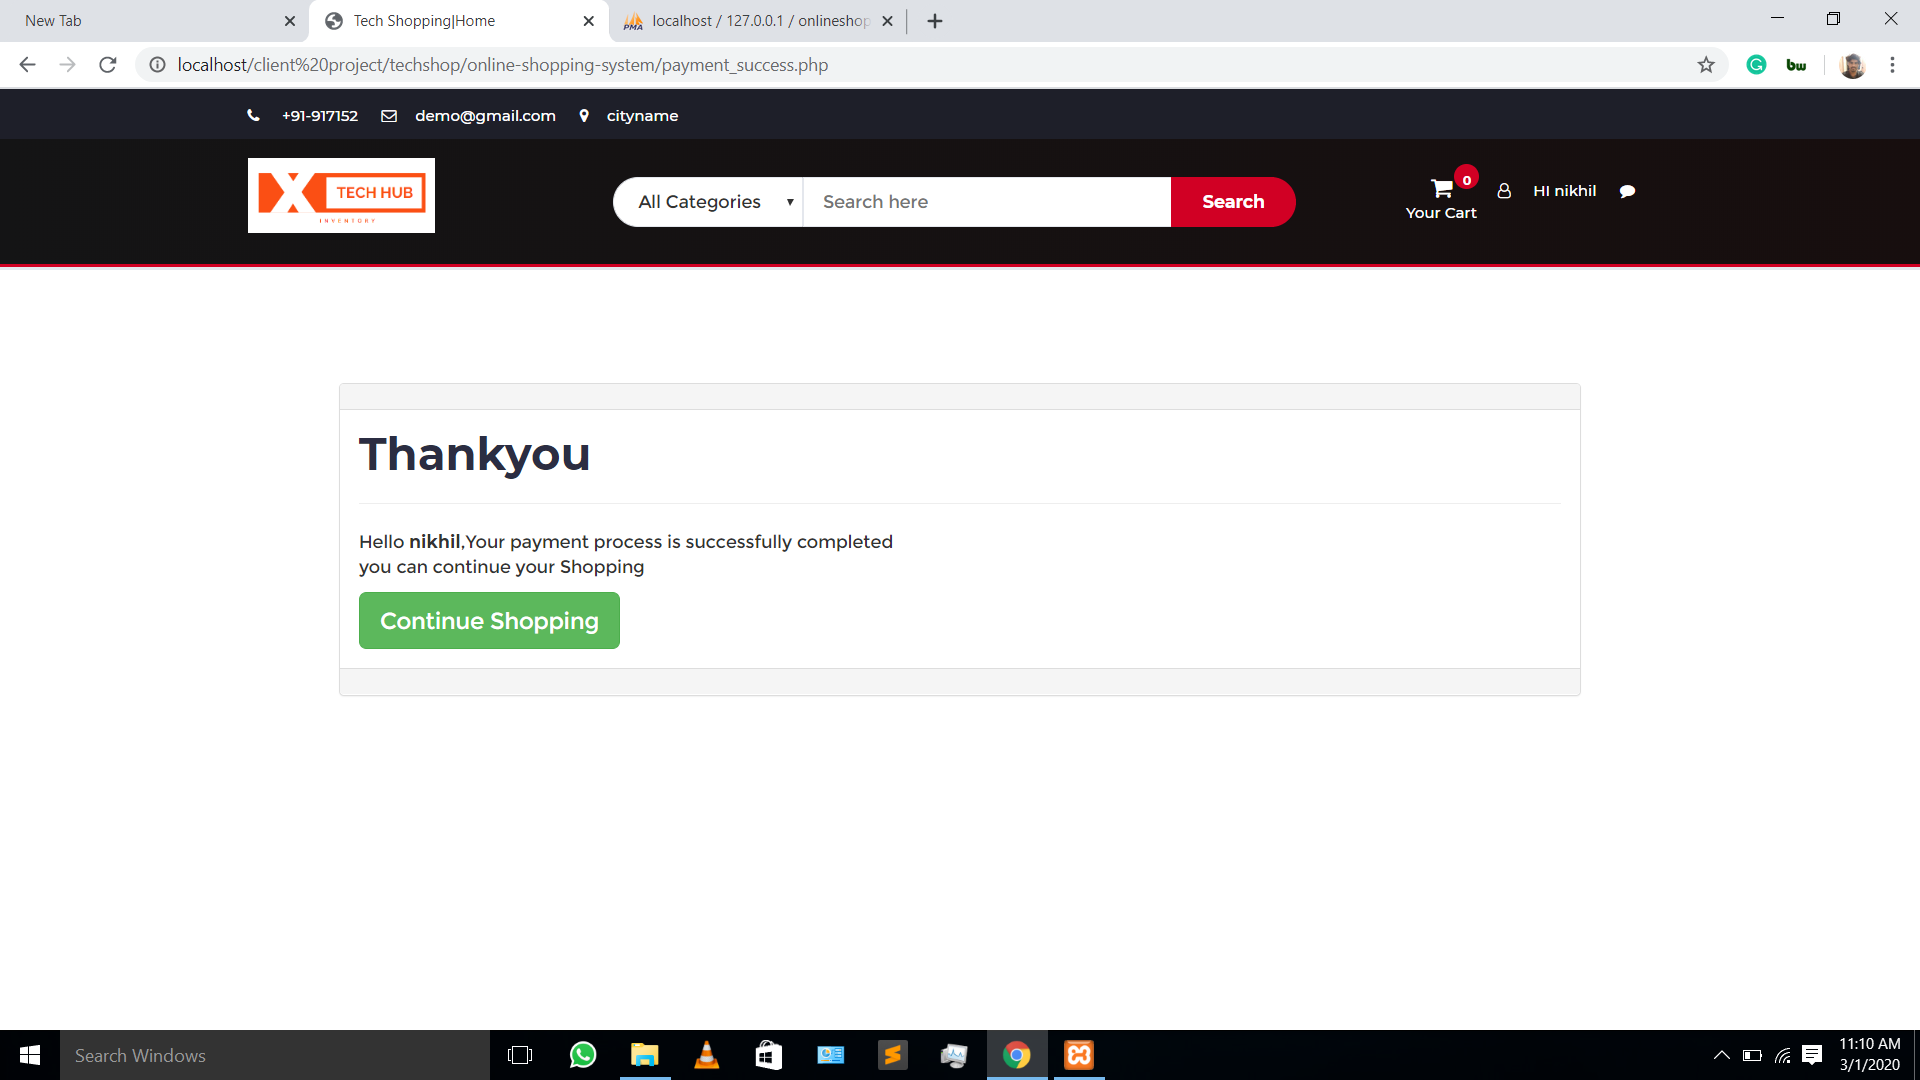 New Tab
Tech Shopping|Home
localhost / 127.0.0.1 / onlineshop
localhost/client%20project/techshop/online-shopping-system/payment_success.php
bw
+91-917152
demo@gmail.com
cityname
X TECH HUB
INVENTORY
All Categories
Search here
Search
0
Your Cart
HI nikhil
Thankyou
Hello nikhil,Your payment process is successfully completed
you can continue your Shopping
Continue Shopping
Search Windows
11:10 AM
3/1/2020